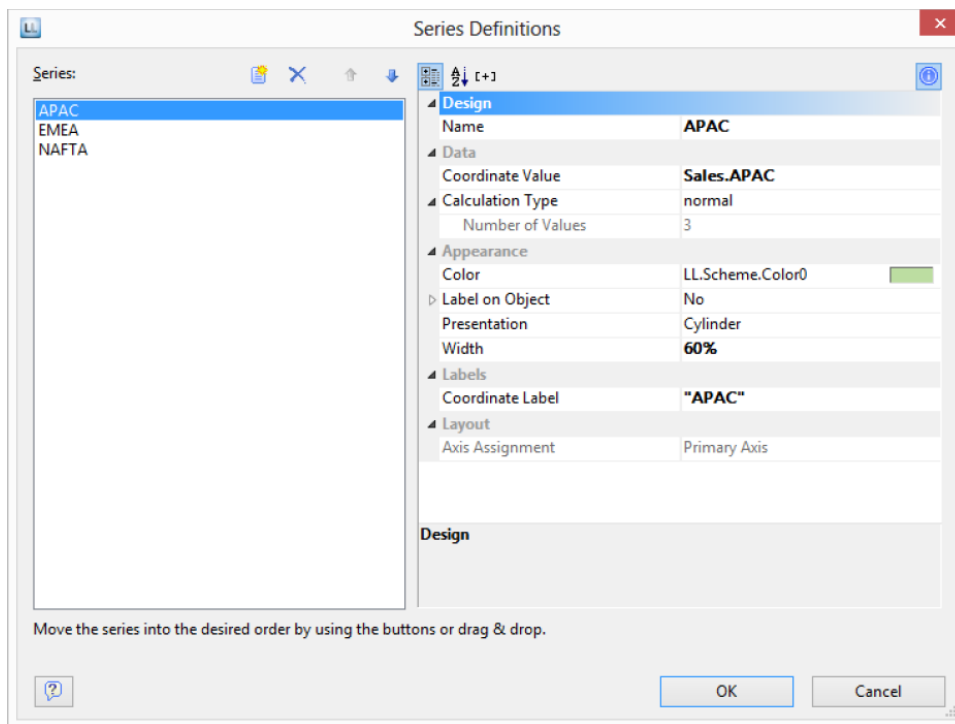 LL
Series Definitions
Series:
APAC
EMEA
NAFTA
Design
Name APAC
Data
Coordinate Value Sales.APAC
Calculation Type normal
Number of Values 3
Appearance
Color LL.Scheme.Color0
Label on Object No
Presentation Cylinder
Width 60%
Labels
Coordinate Label "APAC"
Layout
Axis Assignment Primary Axis
Design
Move the series into the desired order by using the buttons or drag & drop.
OK Cancel